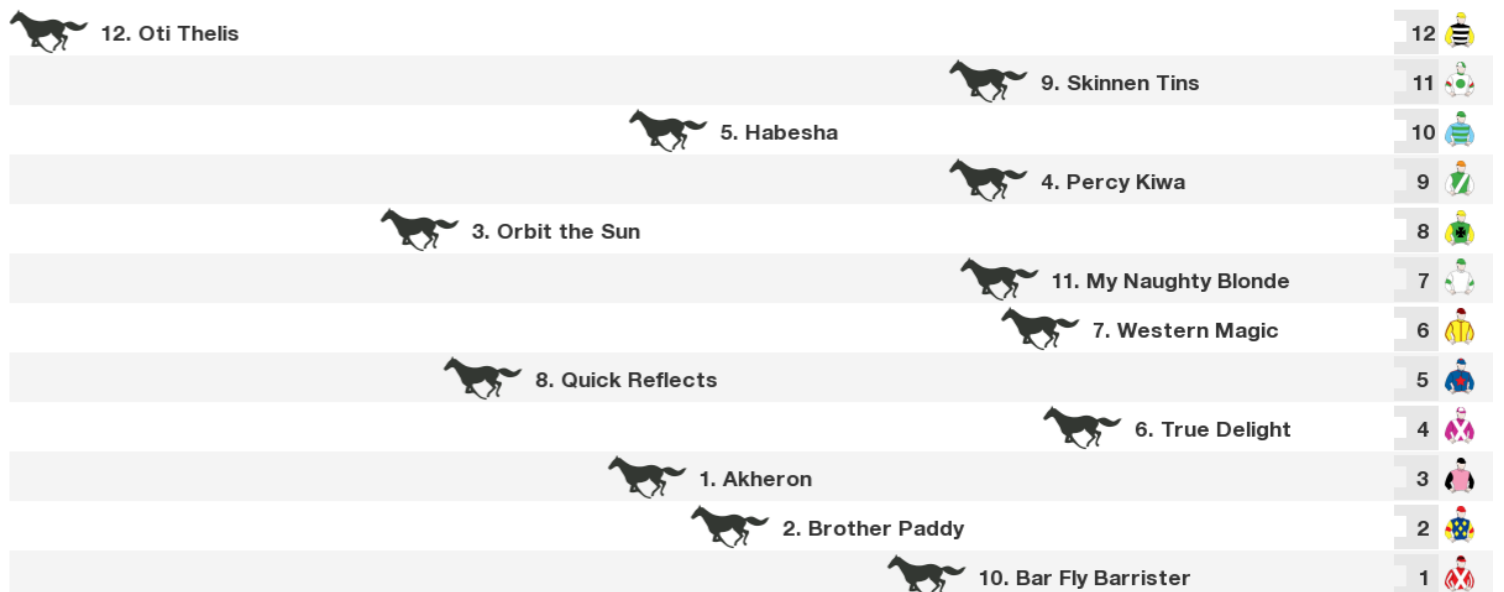 12. Oti Thelis 12
9. Skinnen Tins 11
5. Habesha 10
4. Percy Kiwa 9
3. Orbit the Sun 8
11. My Naughty Blonde 7
7. Western Magic 6
8. Quick Reflects 5
6. True Delight 4
1. Akheron 3
2. Brother Paddy 2
10. Bar Fly Barrister 1